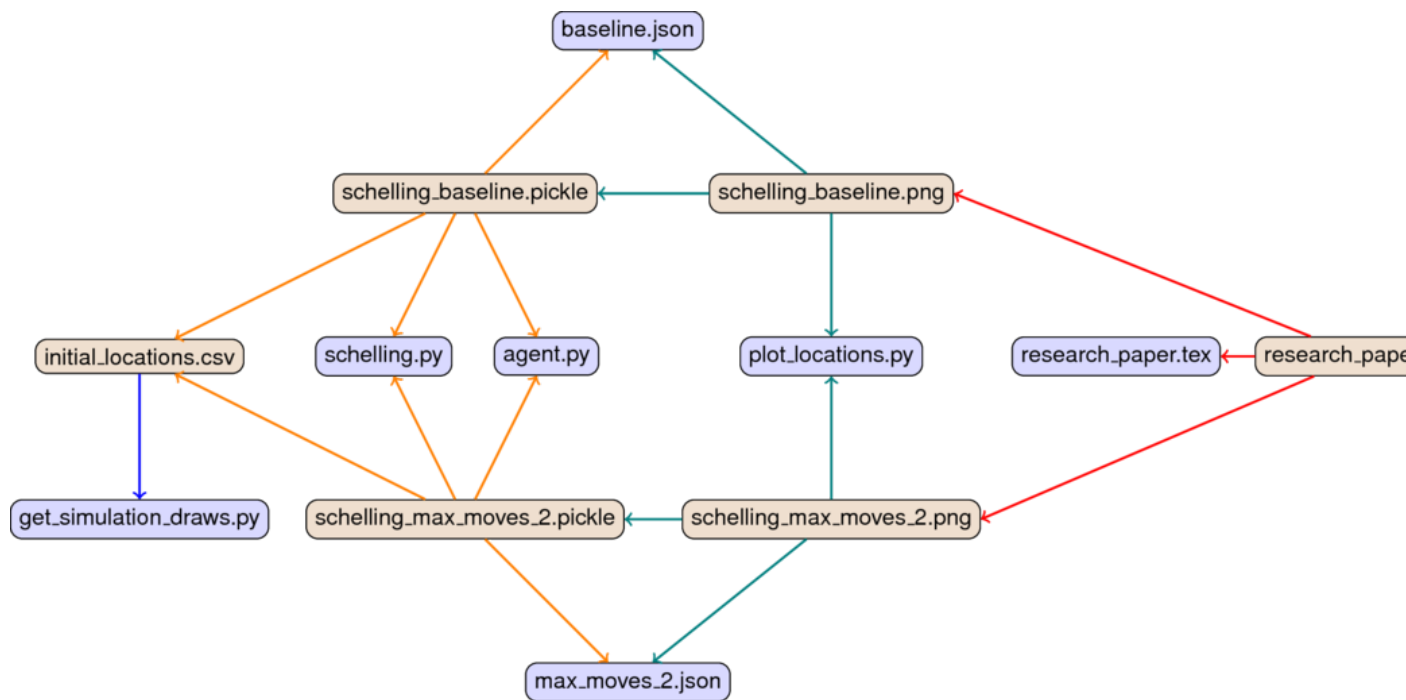 baseline.json
schelling_baseline.pickle
schelling_baseline.png
initial_locations.csv
schelling.py
agent.py
plot_locations.py
research_paper.tex
research_pape
get_simulation_draws.py
schelling_max_moves_2.pickle
schelling_max_moves_2.png
max_moves_2.json